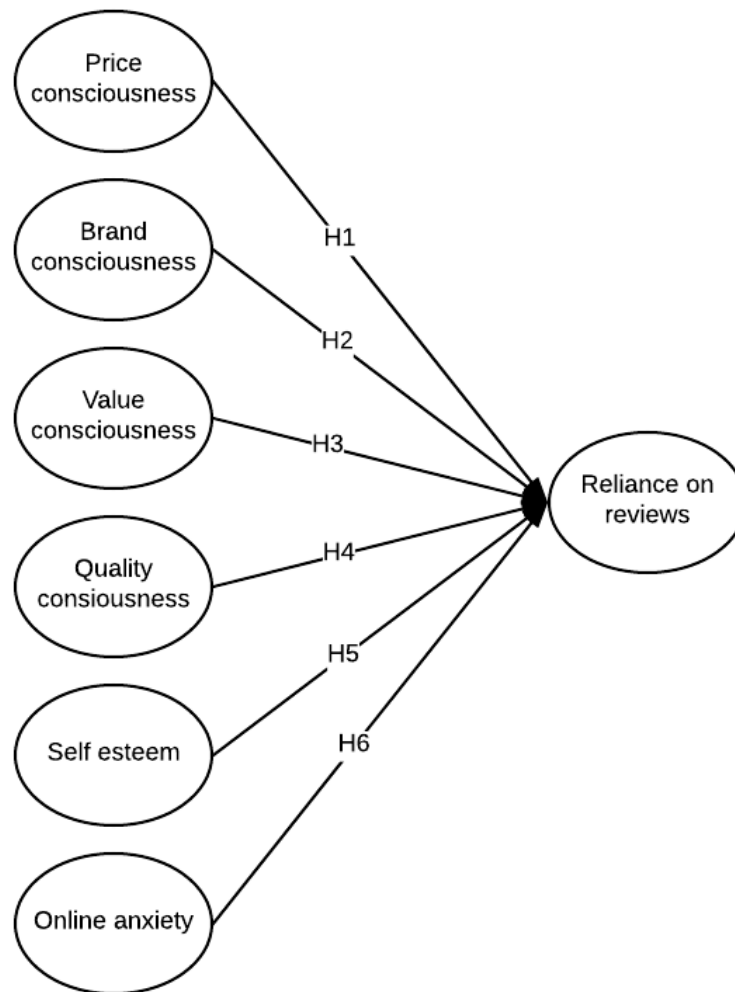 Price
consciousness
H1
Brand
consciousness
H2
Value
consciousness
H3
Reliance on
reviews
Quality
consiousness
H4
H5
Self esteem
H6
Online anxiety